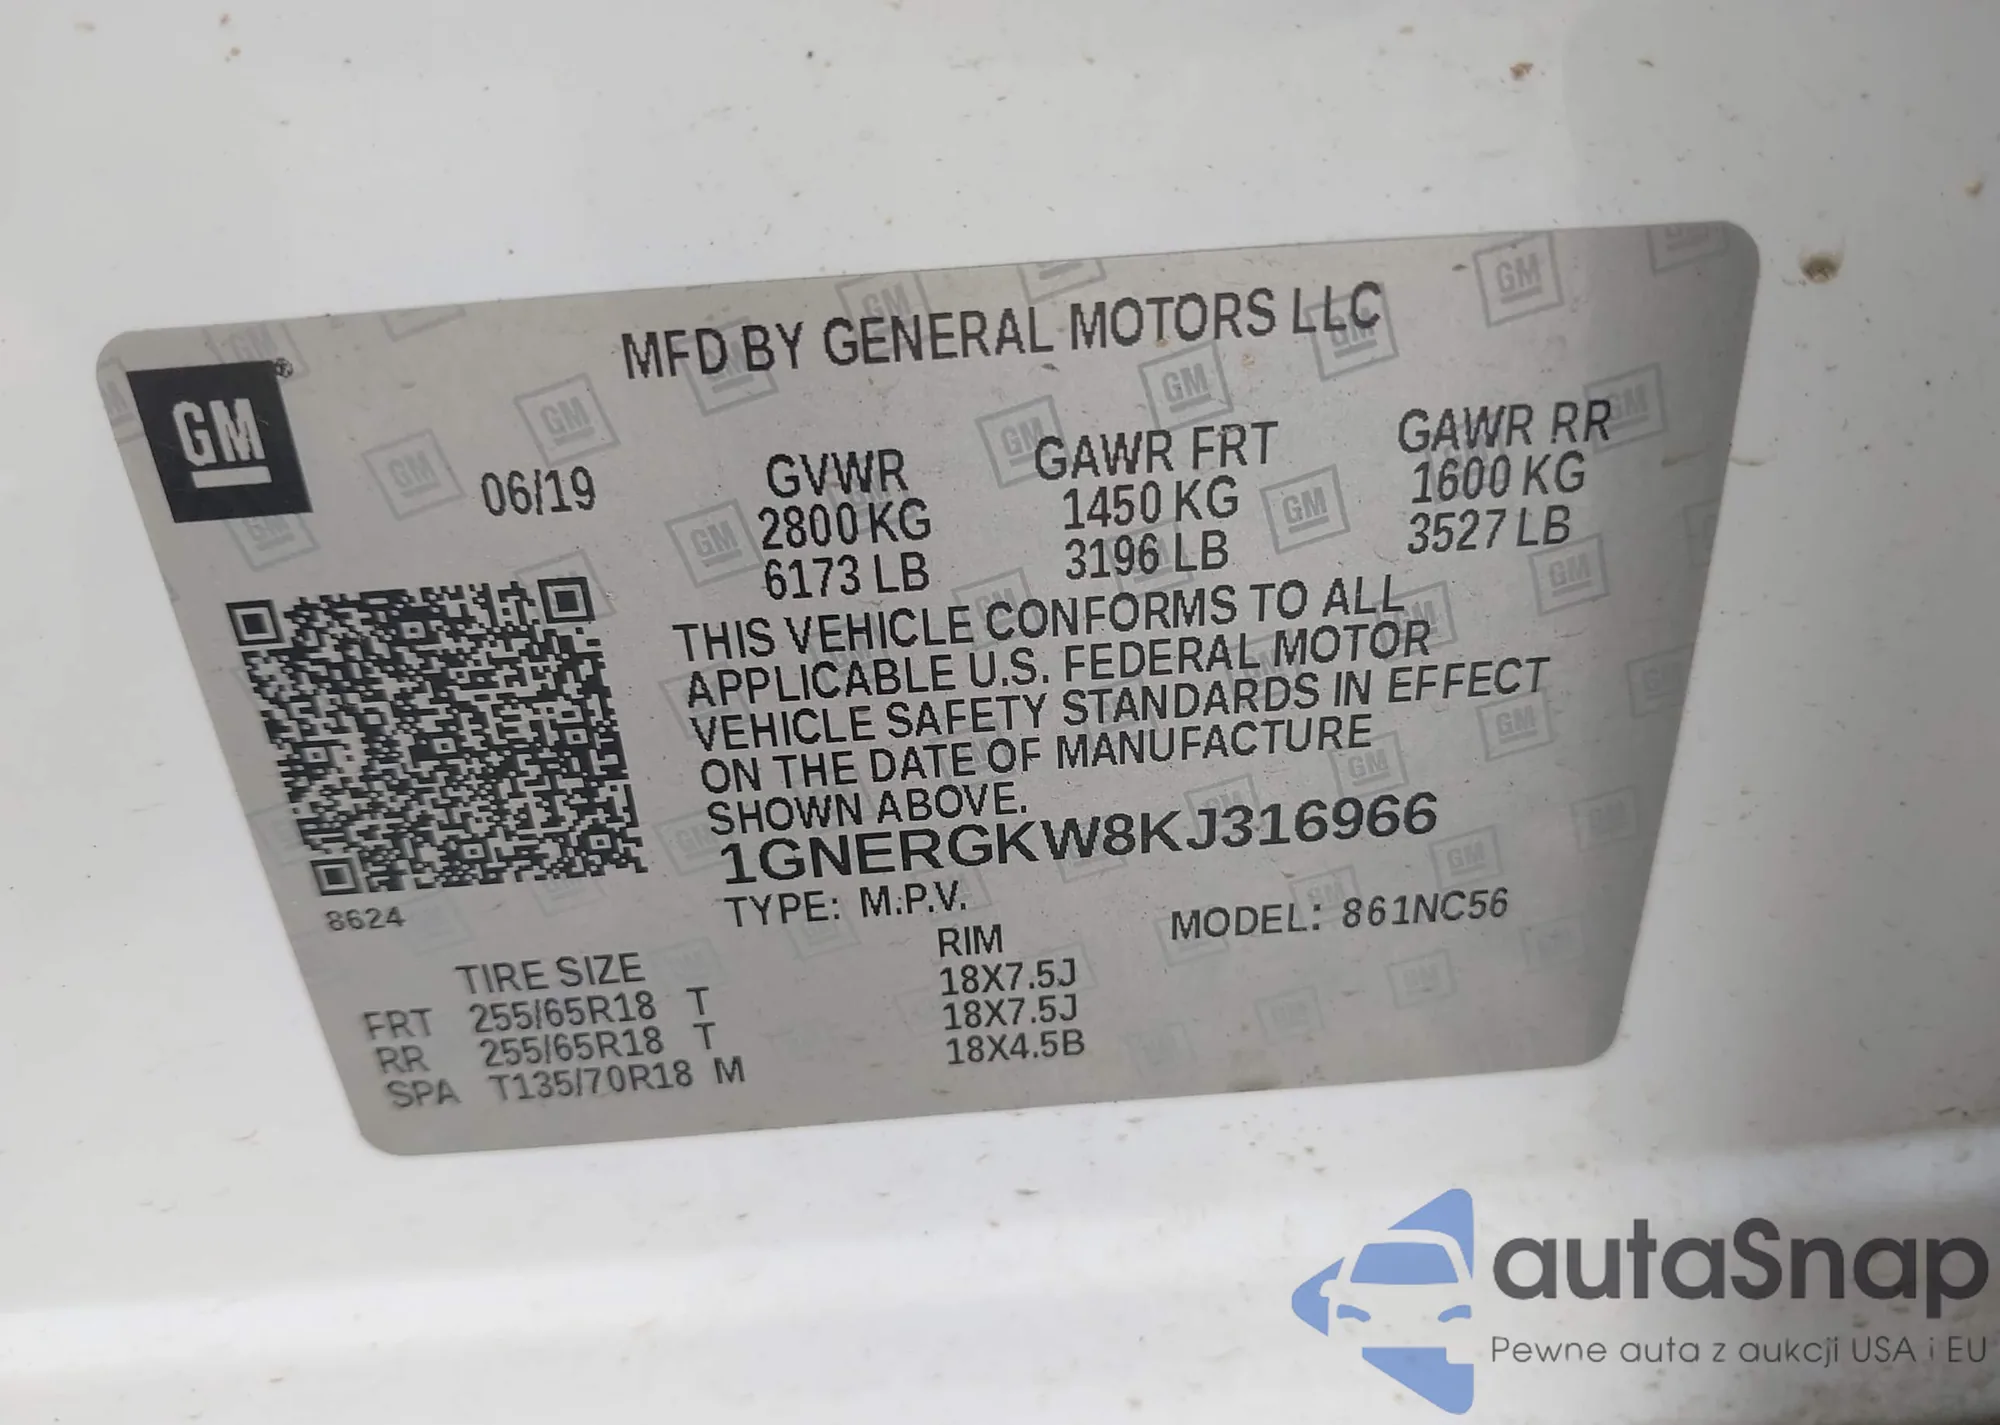 MFD BY GENERAL MOTORS LLC
GM®
06/19
GVWR GAWR FRT GAWR RR
2800 KG 1450 KG 1600 KG
6173 LB 3196 LB 3527 LB
THIS VEHICLE CONFORMS TO ALL
APPLICABLE U.S. FEDERAL MOTOR
VEHICLE SAFETY STANDARDS IN EFFECT
ON THE DATE OF MANUFACTURE
SHOWN ABOVE.
1GNERGKW8KJ316966
TYPE: M.P.V. MODEL: 861NC56
8624
TIRE SIZE RIM
FRT 255/65R18 T 18X7.5J
RR 255/65R18 T 18X7.5J
SPA T135/70R18 M 18X4.5B
autaSnap
Pewne auta z aukcji USA i EU